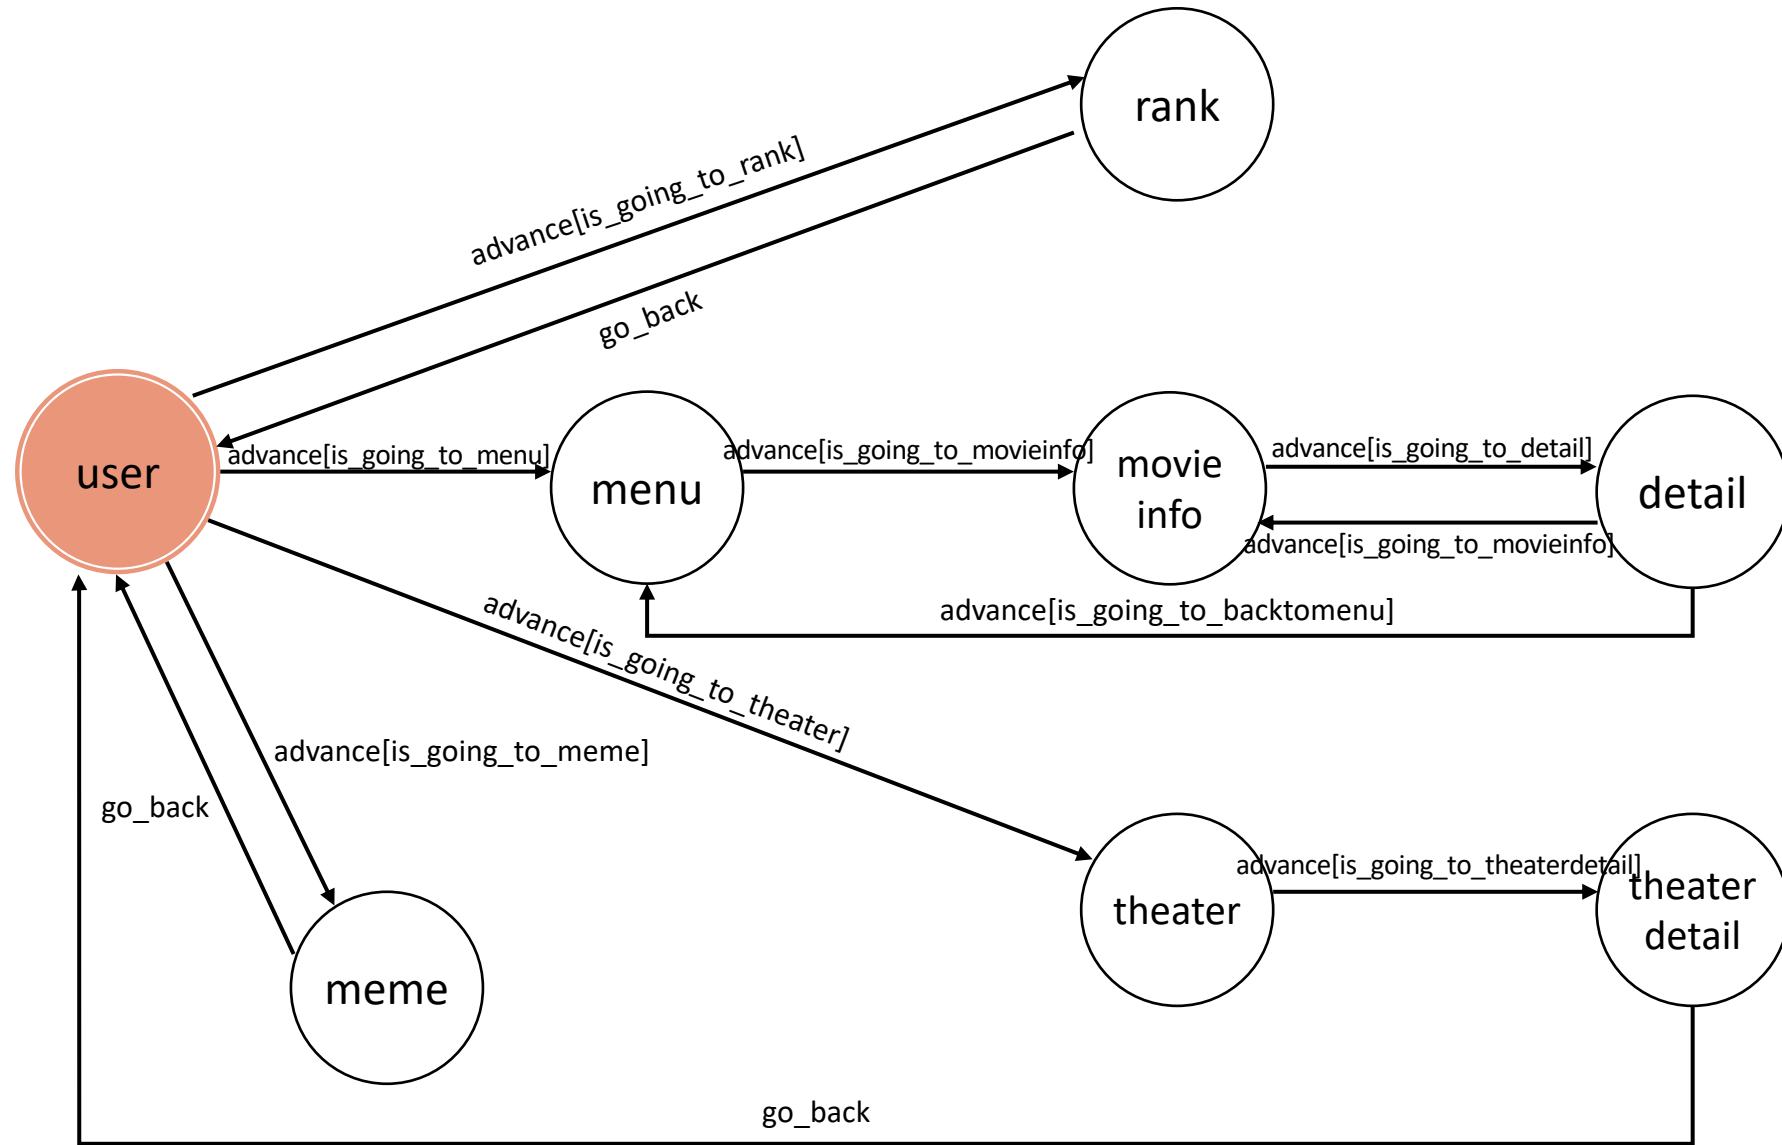 rank
advance[is_going_to_rank]
go_back
user
advance[is_going_to_menu]
menu
advance[is_going_to_movieinfo]
movie
info
advance[is_going_to_detail]
detail
advance[is_going_to_movieinfo]
advance[is_going_to_backtomenu]
advance[is_going_to_theater]
advance[is_going_to_meme]
go_back
meme
theater
advance[is_going_to_theaterdetail]
theater
detail
go_back